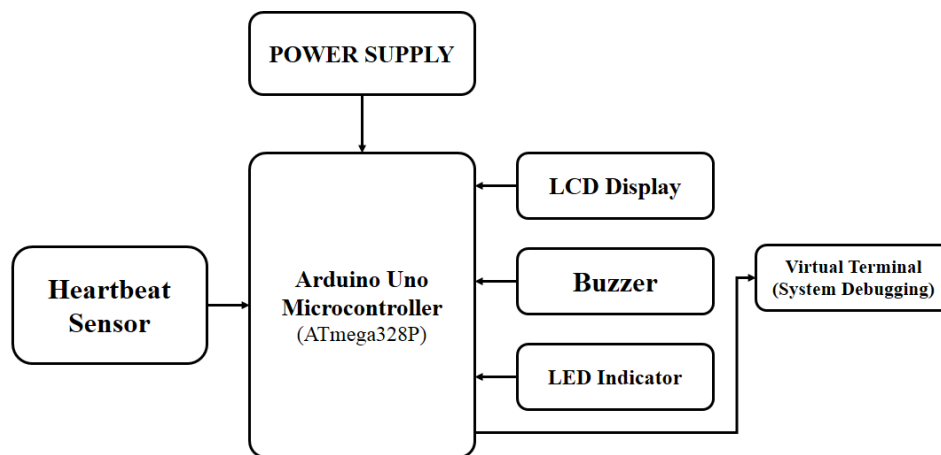 POWER SUPPLY
LCD Display
Heartbeat
Sensor
Arduino Uno
Microcontroller
(ATmega328P)
Buzzer
Virtual Terminal
(System Debugging)
LED Indicator